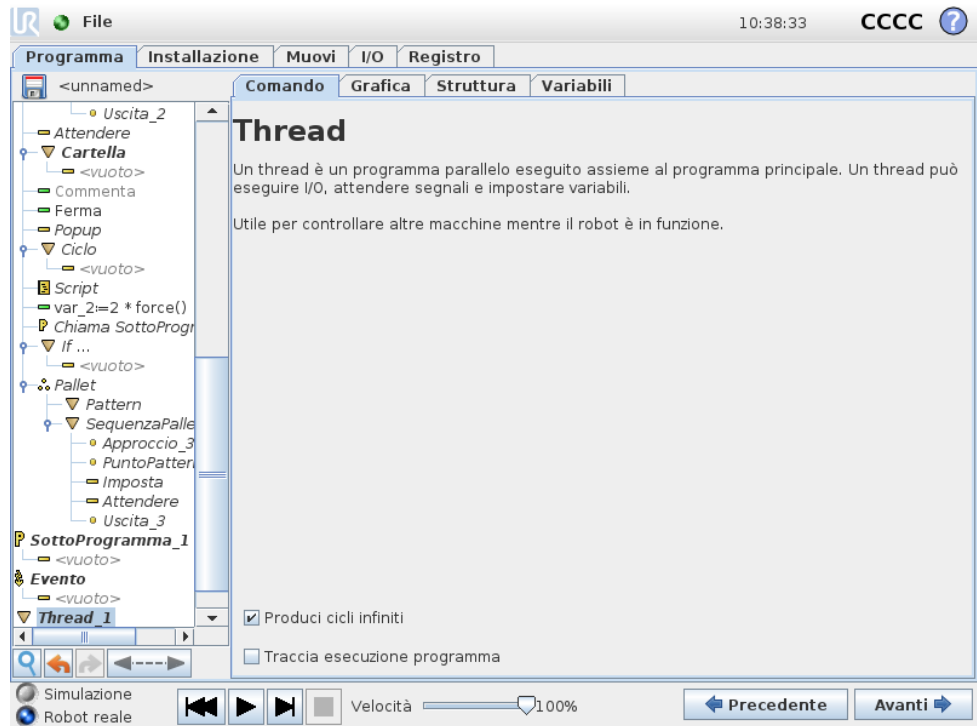 UR File 10:38:33 CCCC ?
Programma Installazione Muovi I/O Registro
<unnamed> Comando Grafica Struttura Variabili
Uscita_2
Attendere
Cartella
<vuoto>
Commenta
Ferma
Popup
Ciclo
<vuoto>
Script
var_2:=2 * force()
Chiama SottoProgr
If ...
<vuoto>
Pallet
Pattern
SequenzaPalle
Approccio_3
PuntoPattern
Imposta
Attendere
Uscita_3
SottoProgramma_1
<vuoto>
Evento
<vuoto>
Thread_1
Thread
Un thread è un programma parallelo eseguito assieme al programma principale. Un thread può
eseguire I/O, attendere segnali e impostare variabili.
Utile per controllare altre macchine mentre il robot è in funzione.
Produci cicli infiniti
Traccia esecuzione programma
Simulazione
Robot reale
Velocità 100%
Precedente Avanti